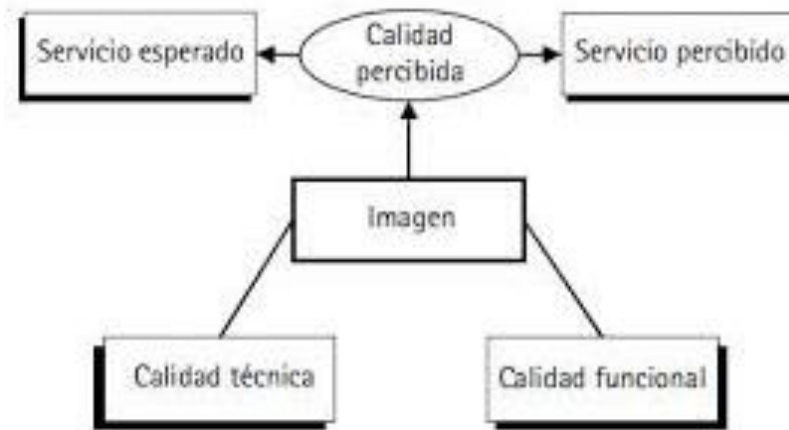 Servicio esperado
Calidad
percibida
Servicio percibido
Imagen
Calidad técnica
Calidad funcional